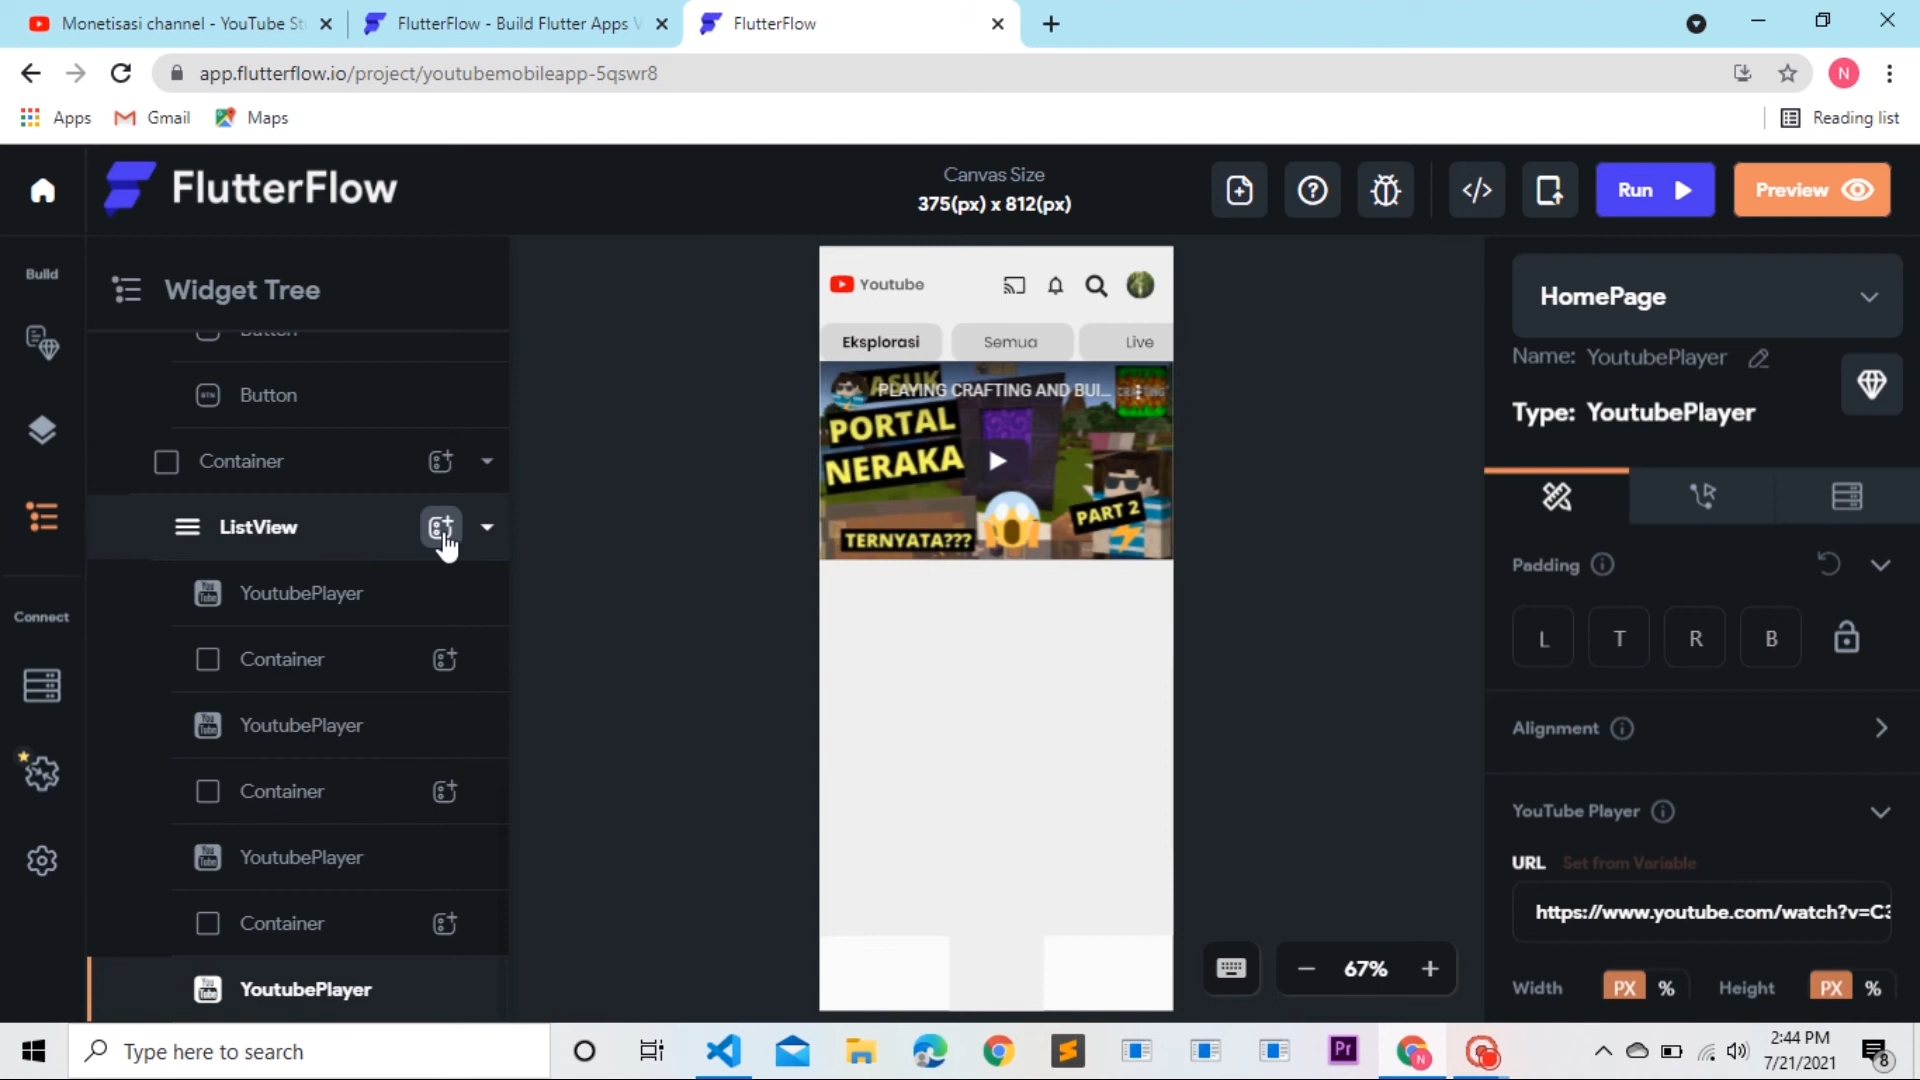 Monetisasi channel - YouTube St
FlutterFlow - Build Flutter Apps V
FlutterFlow
app.flutterflow.io/project/youtubemobileapp-5qswr8
N
Apps
Gmail
Maps
Reading list
FlutterFlow
Canvas Size
375(px) x 812(px)
Run
Preview
Build
Widget Tree
Button
Button
Container
ListView
YoutubePlayer
Container
YoutubePlayer
Container
YoutubePlayer
Container
YoutubePlayer
Connect
Youtube
Eksplorasi
Semua
Live
PLAYING CRAFTING AND BUI...
PORTAL
NERAKA
PART 2
TERNYATA???
67%
HomePage
Name: YoutubePlayer
Type: YoutubePlayer
Padding
L
T
R
B
Alignment
YouTube Player
URL Set from Variable
https://www.youtube.com/watch?v=C3
Width PX % Height PX %
Type here to search
Pr
N
2:44 PM
7/21/2021
8